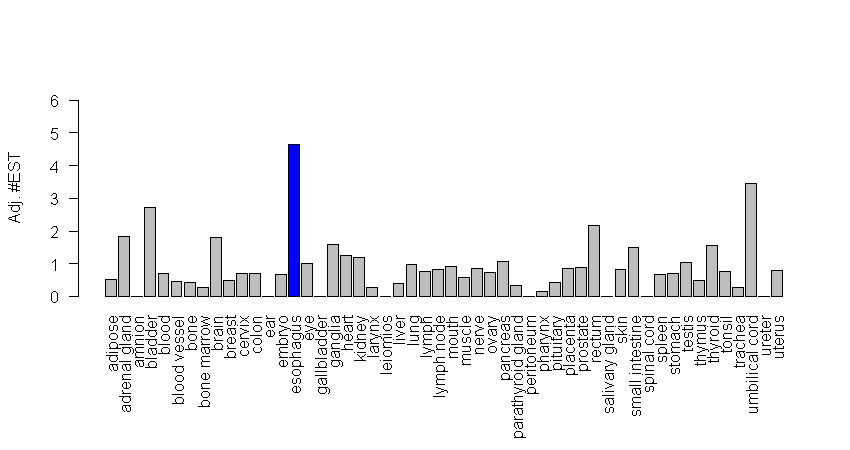 6
5
4
3
2
1
0
Adj. #EST
adipose
adrenal gland
amnion
bladder
blood
blood vessel
bone
bone marrow
brain
breast
cervix
colon
ear
embryo
esophagus
eye
gallbladder
ganglia
heart
kidney
larynx
leiomios
liver
lung
lymph
lymph node
mouth
muscle
nerve
ovary
pancreas
parathyroid gland
peritoneum
pharynx
pituitary
placenta
prostate
rectum
salivary gland
skin
small intestine
spinal cord
spleen
stomach
testis
thymus
thyroid
tonsil
trachea
umbilical cord
ureter
uterus